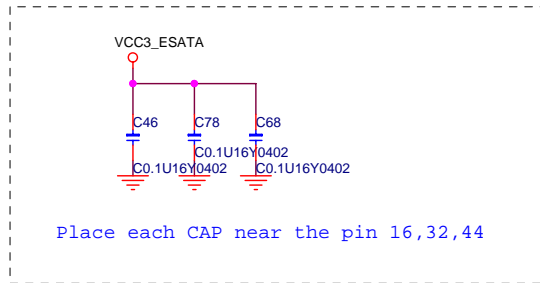 VCC3_ESATA
C46 C78 C68
C0.1U16Y0402
C0.1U16Y0402 C0.1U16Y0402
Place each CAP near the pin 16,32,44